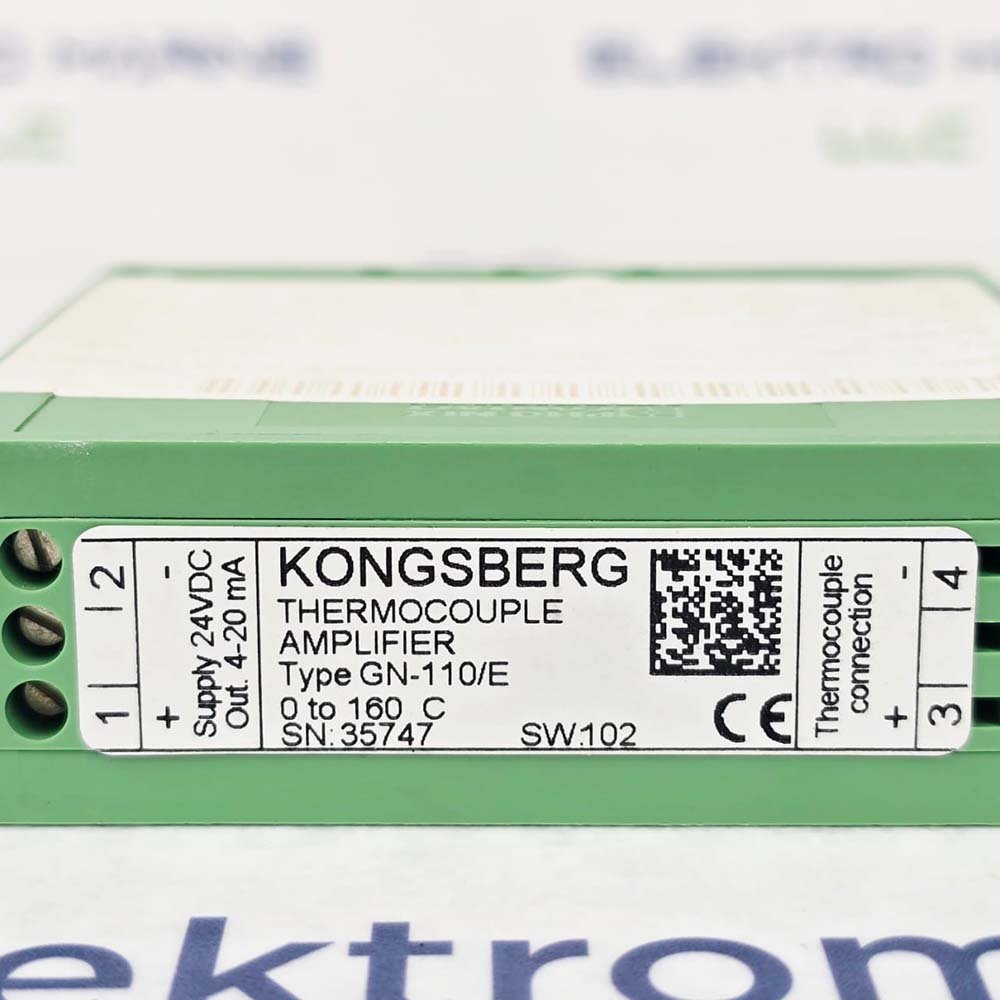 ELEKTRO H
2
1
-
+
Supply 24VDC
Out. 4-20 mA
KONGSBERG
THERMOCOUPLE
AMPLIFIER
Type GN-110/E
0 to 160 C
SN: 35747 SW:102
CE
Thermocouple
connection
-
+
4
3
ektrom